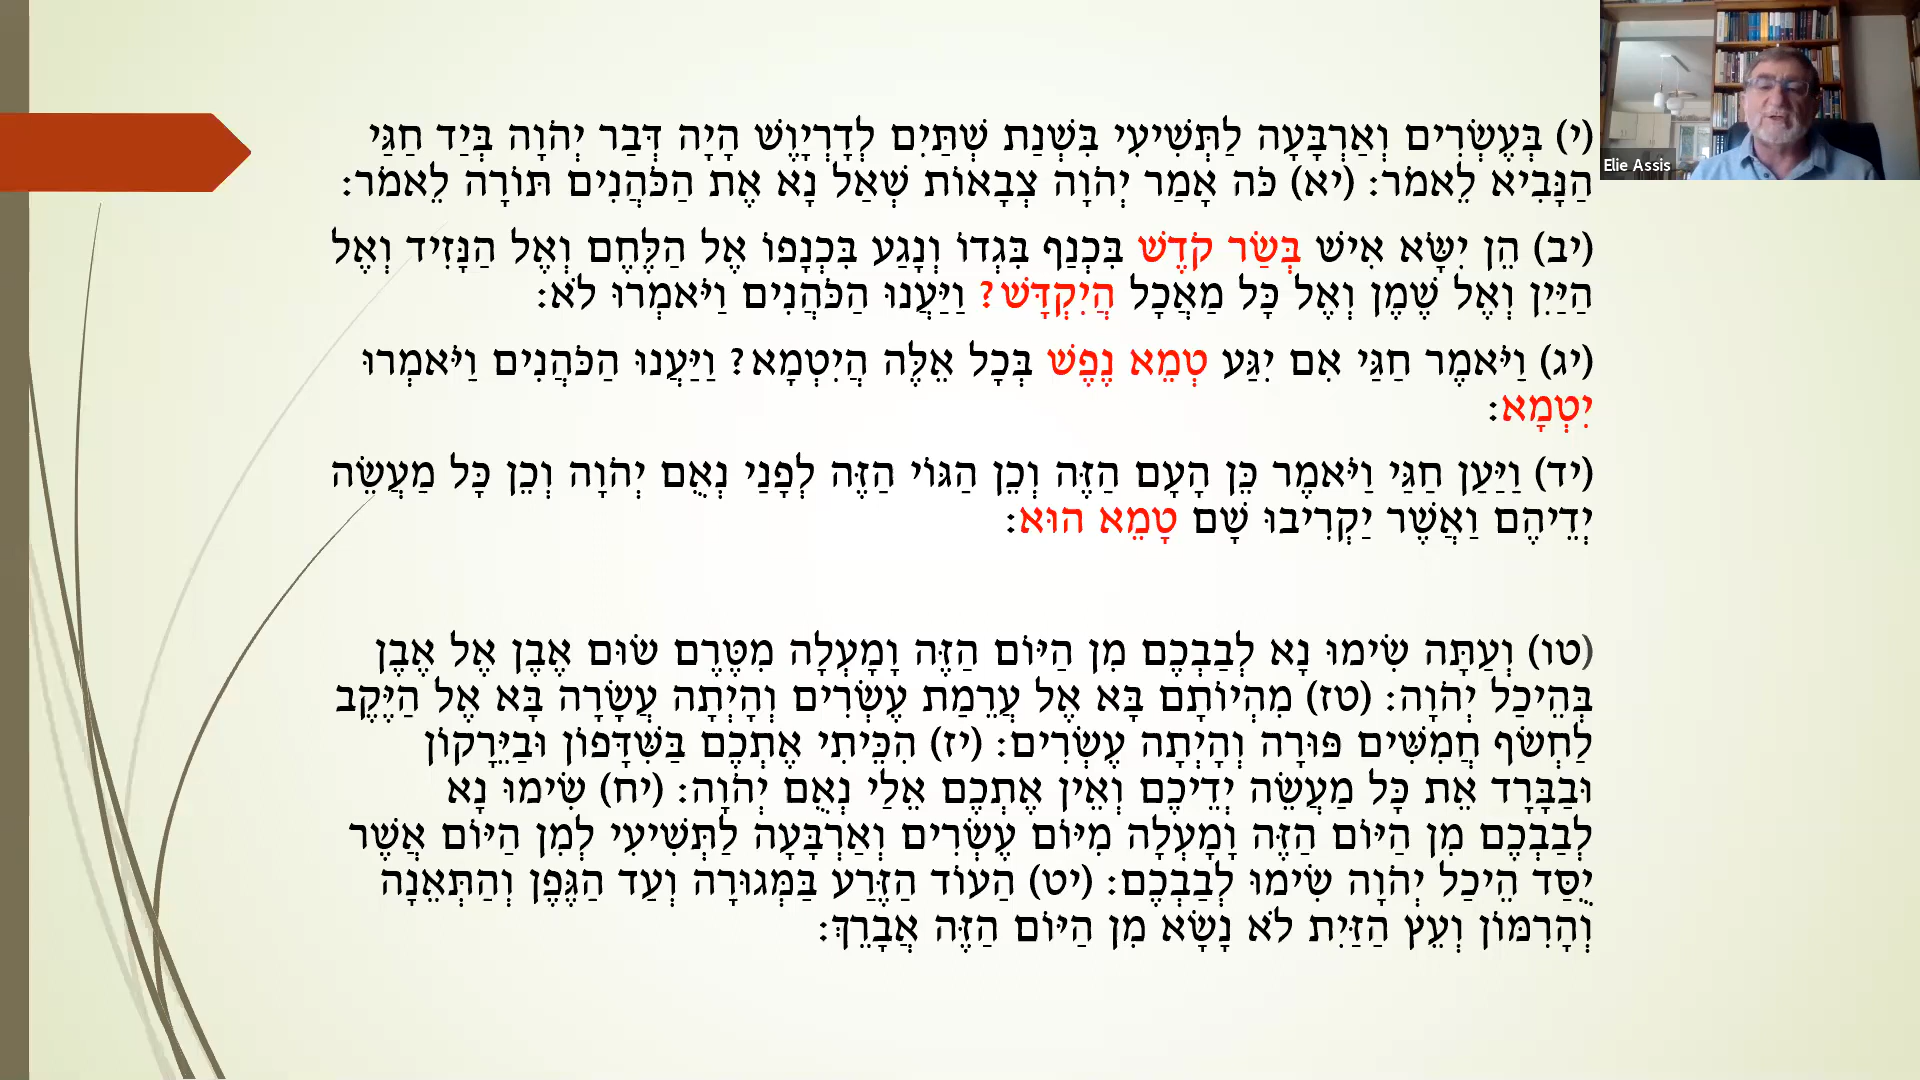 (י) בְּעֶשְׂרִים וְאַרְבָּעָה לַתְּשִׁיעִי בִּשְׁנַת שְׁתַּיִם לְדָרְיָוֶשׁ הָיָה דְּבַר יְהֹוָה בְּיַד חַגַּי
הַנָּבִיא לֵאמֹר: (יא) כֹּה אָמַר יְהֹוָה צְבָאוֹת שְׁאַל נָא אֶת הַכֹּהֲנִים תּוֹרָה לֵאמֹר:
(יב) הֵן יִשָּׂא אִישׁ בְּשַׂר קֹדֶשׁ בִּכְנַף בִּגְדוֹ וְנָגַע בִּכְנָפוֹ אֶל הַלֶּחֶם וְאֶל הַנָּזִיד וְאֶל
הַיַּיִן וְאֶל שֶׁמֶן וְאֶל כָּל מַאֲכָל הֲיִקְדָּשׁ? וַיַּעֲנוּ הַכֹּהֲנִים וַיֹּאמְרוּ לֹא:
(יג) וַיֹּאמֶר חַגַּי אִם יִגַּע טְמֵא נֶפֶשׁ בְּכָל אֵלֶּה הֲיִטְמָא? וַיַּעֲנוּ הַכֹּהֲנִים וַיֹּאמְרוּ
יִטְמָא:
(יד) וַיַּעַן חַגַּי וַיֹּאמֶר כֵּן הָעָם הַזֶּה וְכֵן הַגּוֹי הַזֶּה לְפָנַי נְאֻם יְהֹוָה וְכֵן כָּל מַעֲשֵׂה
יְדֵיהֶם וַאֲשֶׁר יַקְרִיבוּ שָׁם טָמֵא הוּא:
(טו) וְעַתָּה שִׂימוּ נָא לְבַבְכֶם מִן הַיּוֹם הַזֶּה וָמָעְלָה מִטֶּרֶם שׂוּם אֶבֶן אֶל אֶבֶן
בְּהֵיכַל יְהֹוָה: (טז) מִהְיוֹתָם בָּא אֶל עֲרֵמַת עֶשְׂרִים וְהָיְתָה עֲשָׂרָה בָּא אֶל הַיֶּקֶב
לַחְשֹׂף חֲמִשִּׁים פּוּרָה וְהָיְתָה עֶשְׂרִים: (יז) הִכֵּיתִי אֶתְכֶם בַּשִּׁדָּפוֹן וּבַיֵּרָקוֹן
וּבַבָּרָד אֵת כָּל מַעֲשֵׂה יְדֵיכֶם וְאֵין אֶתְכֶם אֵלַי נְאֻם יְהֹוָה: (יח) שִׂימוּ נָא
לְבַבְכֶם מִן הַיּוֹם הַזֶּה וָמָעְלָה מִיּוֹם עֶשְׂרִים וְאַרְבָּעָה לַתְּשִׁיעִי לְמִן הַיּוֹם אֲשֶׁר
יֻסַּד הֵיכַל יְהֹוָה שִׂימוּ לְבַבְכֶם: (יט) הַעוֹד הַזֶּרַע בַּמְּגוּרָה וְעַד הַגֶּפֶן וְהַתְּאֵנָה
וְהָרִמּוֹן וְעֵץ הַזַּיִת לֹא נָשָׂא מִן הַיּוֹם הַזֶּה אֲבָרֵךְ:
Elie Assis